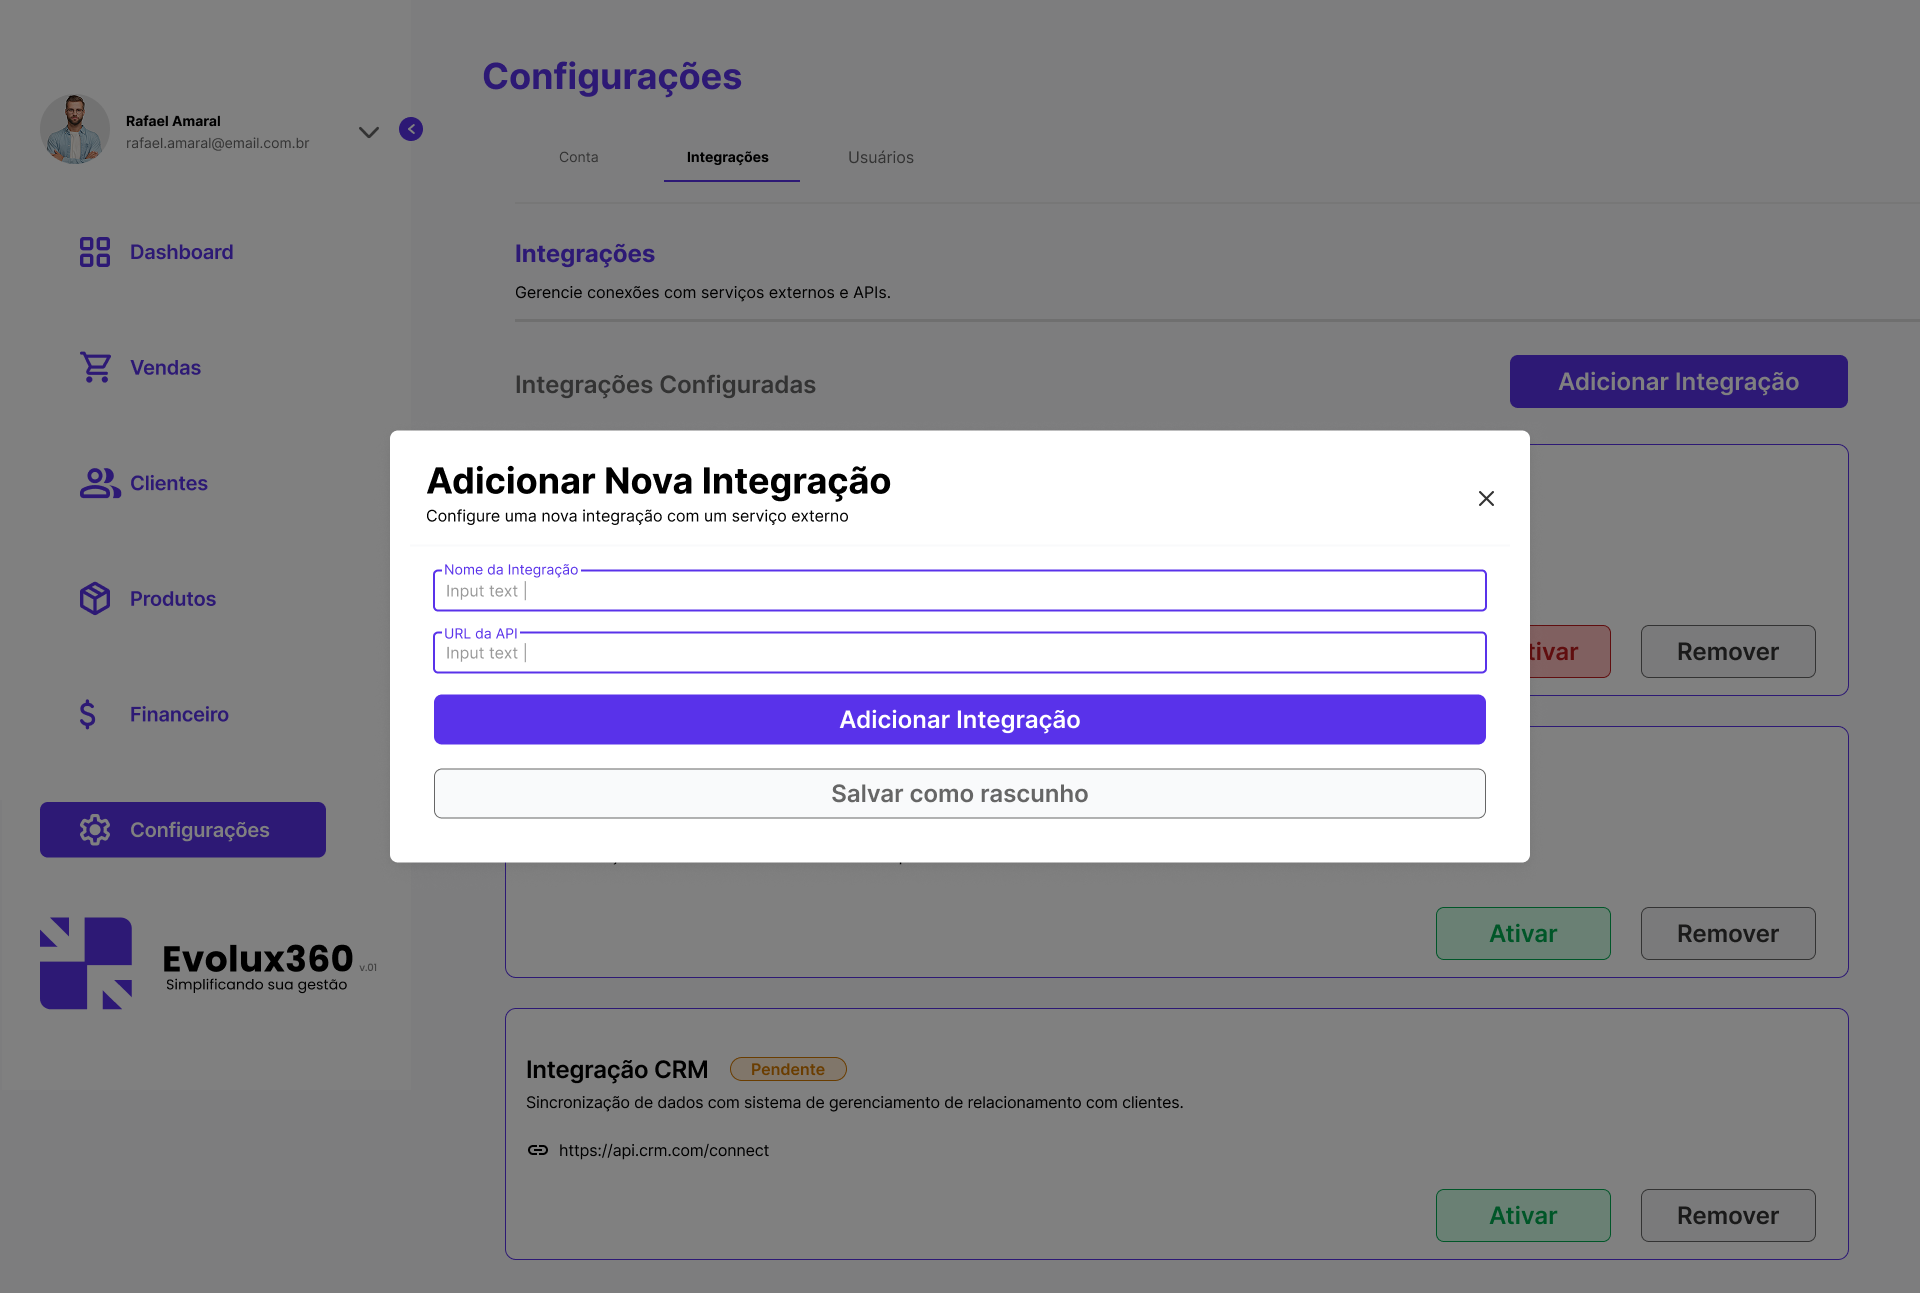 Rafael Amaral
rafael.amaral@email.com.br
Dashboard
Vendas
Clientes
Produtos
Financeiro
Configurações
Evolux360 v.01
Simplificando sua gestão
Configurações
Conta Integrações Usuários
Integrações
Gerencie conexões com serviços externos e APIs.
Integrações Configuradas
Adicionar Integração
Adicionar Nova Integração
Configure uma nova integração com um serviço externo
Nome da Integração
Input text |
URL da API
Input text |
Adicionar Integração
Salvar como rascunho
Remover
Ativar Remover
Integração CRM Pendente
Sincronização de dados com sistema de gerenciamento de relacionamento com clientes.
https://api.crm.com/connect
Ativar Remover